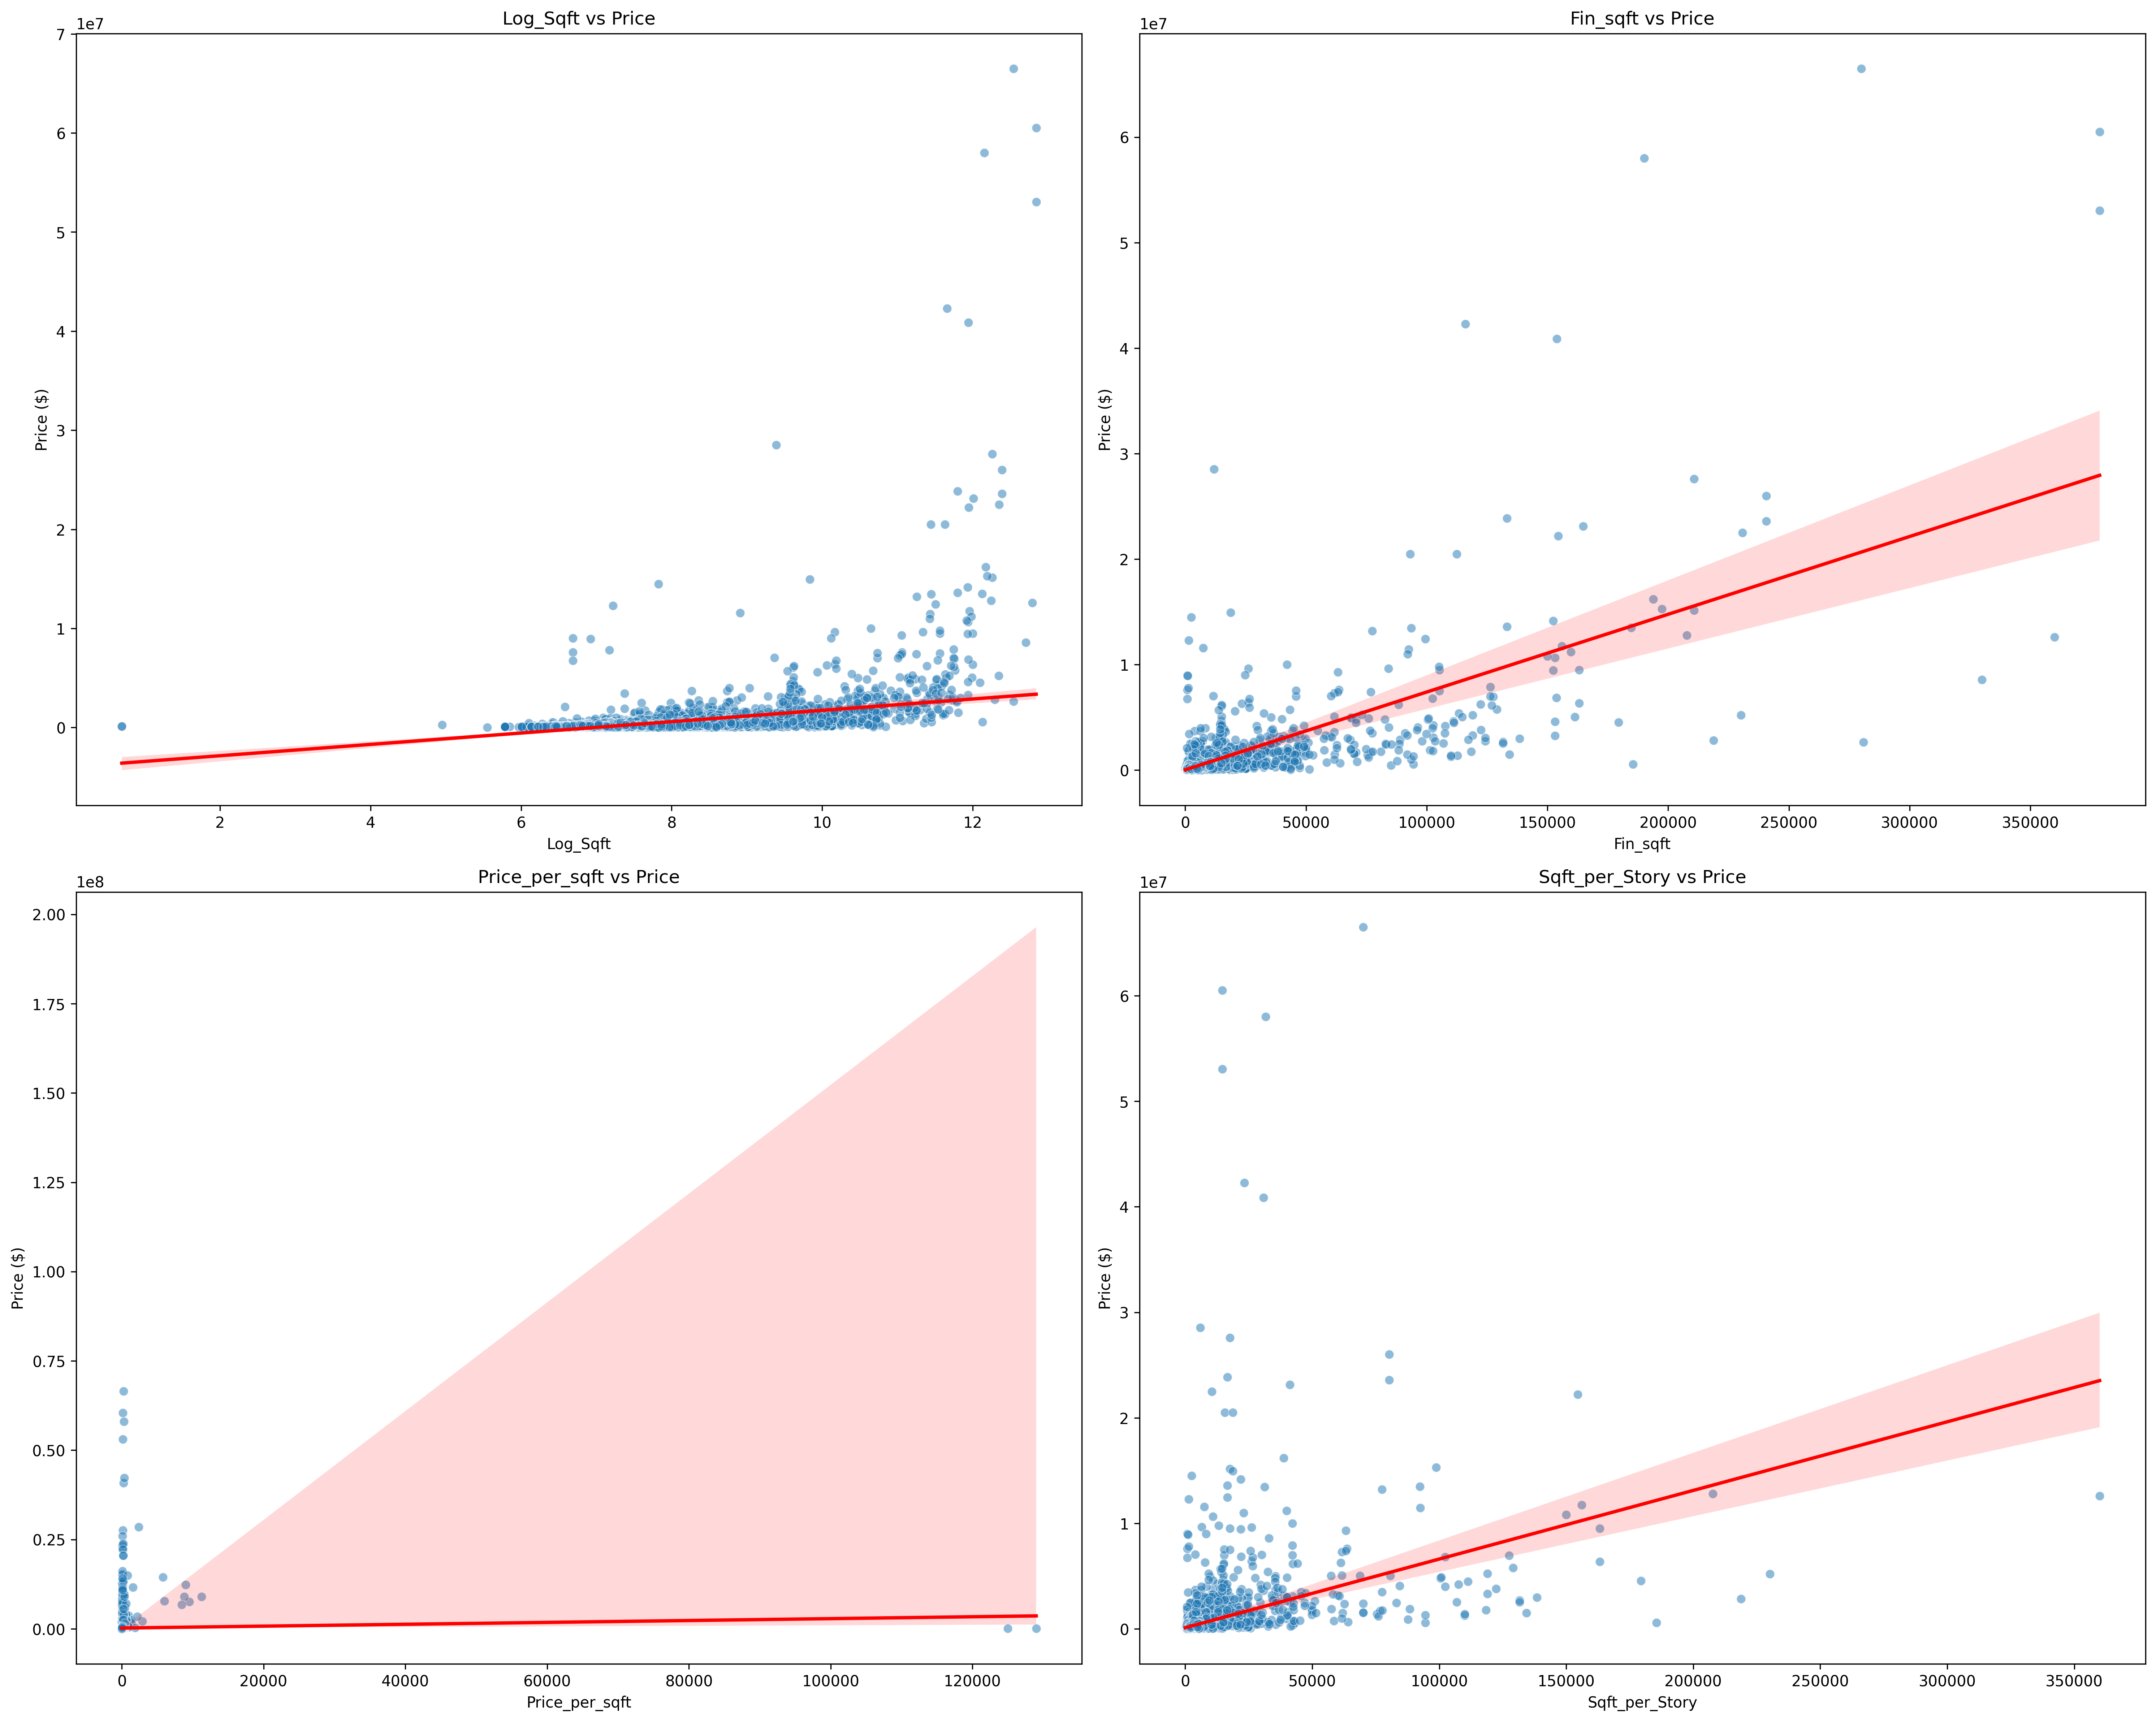 Log_Sqft vs Price
1e7
7
6
5
4
3
2
1
0
Price ($)
2 4 6 8 10 12
Log_Sqft
Fin_sqft vs Price
1e7
6
5
4
3
2
1
0
Price ($)
0 50000 100000 150000 200000 250000 300000 350000
Fin_sqft
Price_per_sqft vs Price
1e8
2.00
1.75
1.50
1.25
1.00
0.75
0.50
0.25
0.00
Price ($)
0 20000 40000 60000 80000 100000 120000
Price_per_sqft
Sqft_per_Story vs Price
1e7
6
5
4
3
2
1
0
Price ($)
0 50000 100000 150000 200000 250000 300000 350000
Sqft_per_Story